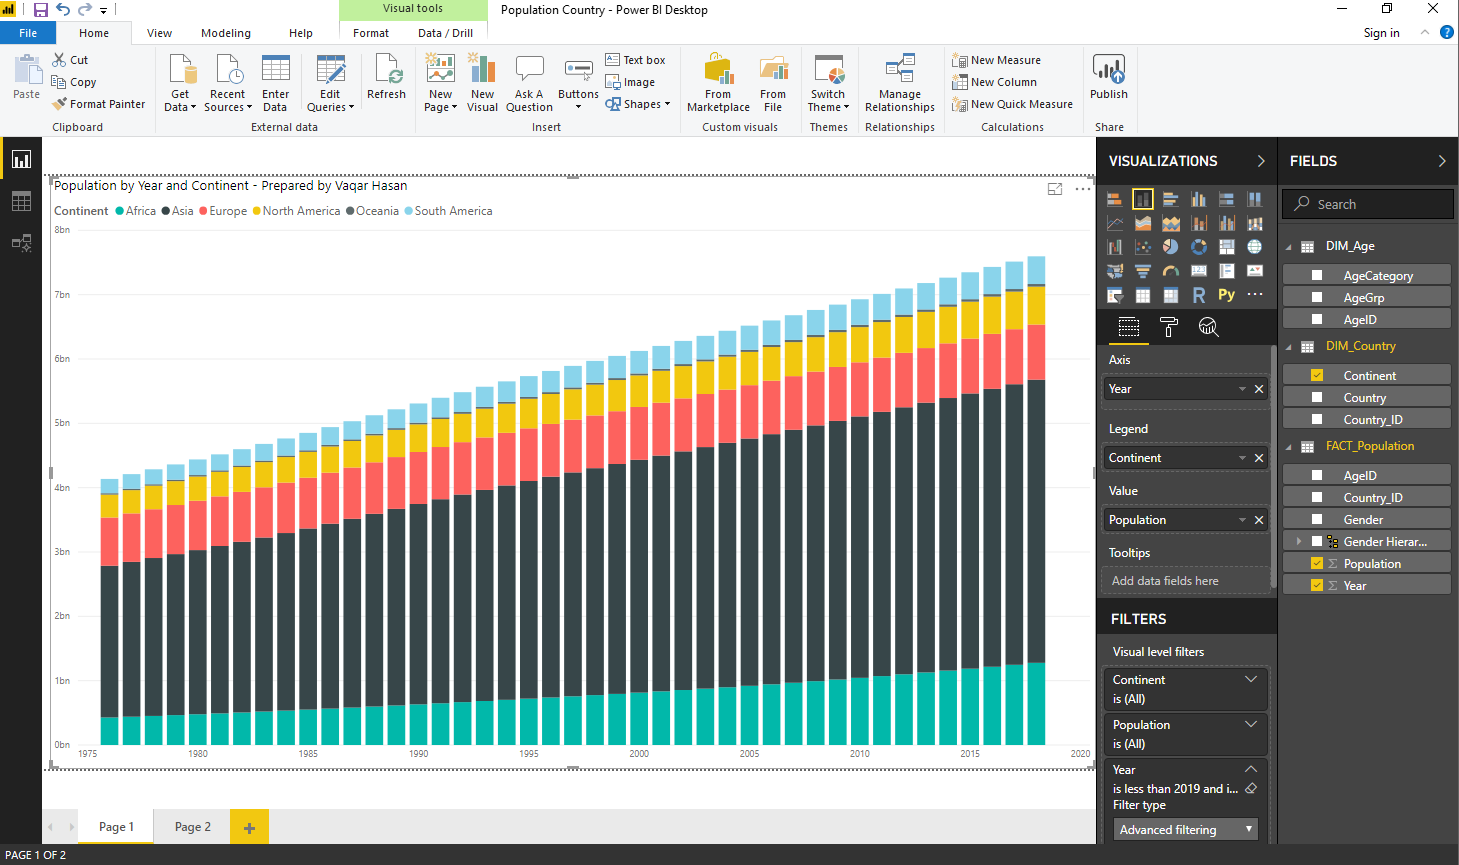 Visual tools
Population Country - Power BI Desktop
File
Home
View
Modeling
Help
Format
Data / Drill
Sign in
?
Paste
Cut
Copy
Format Painter
Clipboard
Get Data
Recent Sources
Enter Data
Edit Queries
Refresh
External data
New Page
New Visual
Ask A Question
Buttons
Text box
Image
Shapes
Insert
From Marketplace
From File
Custom visuals
Switch Theme
Themes
Manage Relationships
Relationships
New Measure
New Column
New Quick Measure
Calculations
Publish
Share
Population by Year and Continent - Prepared by Vaqar Hasan
Continent Africa Asia Europe North America Oceania South America
8bn
7bn
6bn
5bn
4bn
3bn
2bn
1bn
0bn
1975 1980 1985 1990 1995 2000 2005 2010 2015 2020
Page 1
Page 2
PAGE 1 OF 2
VISUALIZATIONS
123
R
Py
Axis
Year
Legend
Continent
Value
Population
Tooltips
Add data fields here
FILTERS
Visual level filters
Continent
is (All)
Population
is (All)
Year
is less than 2019 and i...
Filter type
Advanced filtering
FIELDS
Search
DIM_Age
AgeCategory
AgeGrp
AgeID
DIM_Country
Continent
Country
Country_ID
FACT_Population
AgeID
Country_ID
Gender
Gender Hierar...
Σ Population
Σ Year